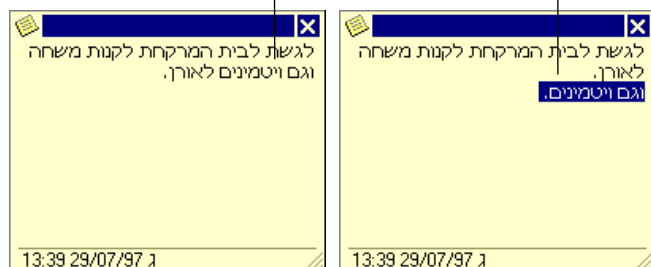 לגשת לבית המרקחת לקנות משחה
וגם ויטמינים לאורן.
ג 29/07/97 13:39
לגשת לבית המרקחת לקנות משחה
לאורן.
וגם ויטמינים.
ג 29/07/97 13:39